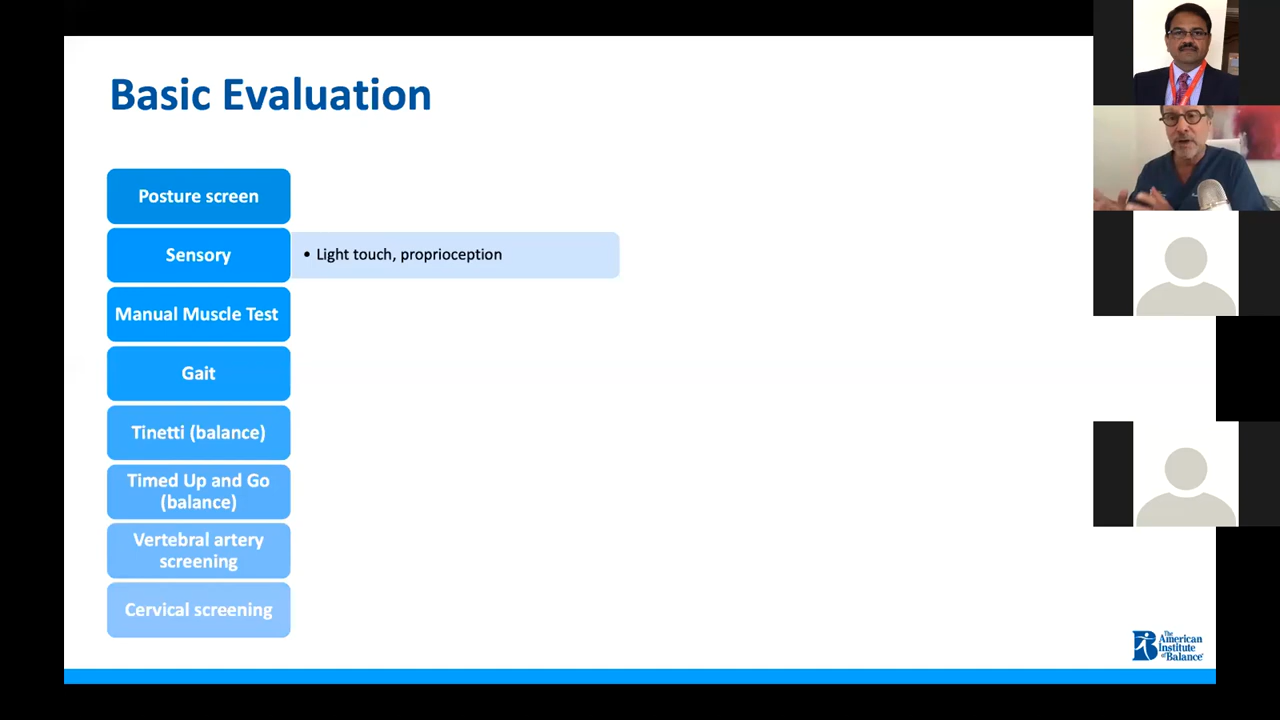 Basic Evaluation
Posture screen
Sensory
• Light touch, proprioception
Manual Muscle Test
Gait
Tinetti (balance)
Timed Up and Go
(balance)
Vertebral artery
screening
Cervical screening
The
American
Institute
of Balance